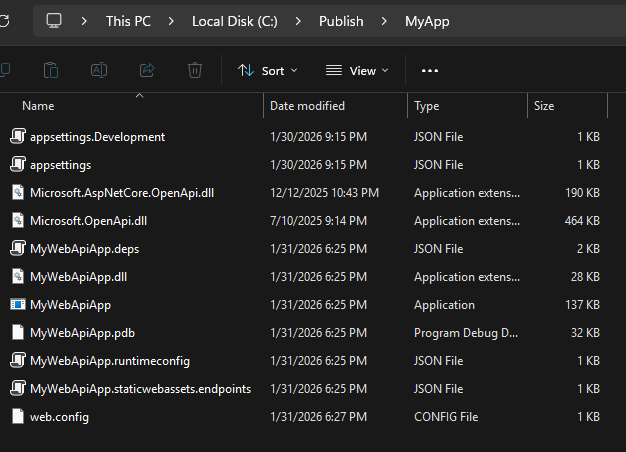 This PC > Local Disk (C:) > Publish > MyApp
Sort View
Name Date modified Type Size
appsettings.Development 1/30/2026 9:15 PM JSON File 1 KB
appsettings 1/30/2026 9:15 PM JSON File 1 KB
Microsoft.AspNetCore.OpenApi.dll 12/12/2025 10:43 PM Application extens... 190 KB
Microsoft.OpenApi.dll 7/10/2025 9:14 PM Application extens... 464 KB
MyWebApiApp.deps 1/31/2026 6:25 PM JSON File 2 KB
MyWebApiApp.dll 1/31/2026 6:25 PM Application extens... 28 KB
MyWebApiApp 1/31/2026 6:25 PM Application 137 KB
MyWebApiApp.pdb 1/31/2026 6:25 PM Program Debug D... 32 KB
MyWebApiApp.runtimeconfig 1/31/2026 6:25 PM JSON File 1 KB
MyWebApiApp.staticwebassets.endpoints 1/31/2026 6:25 PM JSON File 1 KB
web.config 1/31/2026 6:27 PM CONFIG File 1 KB